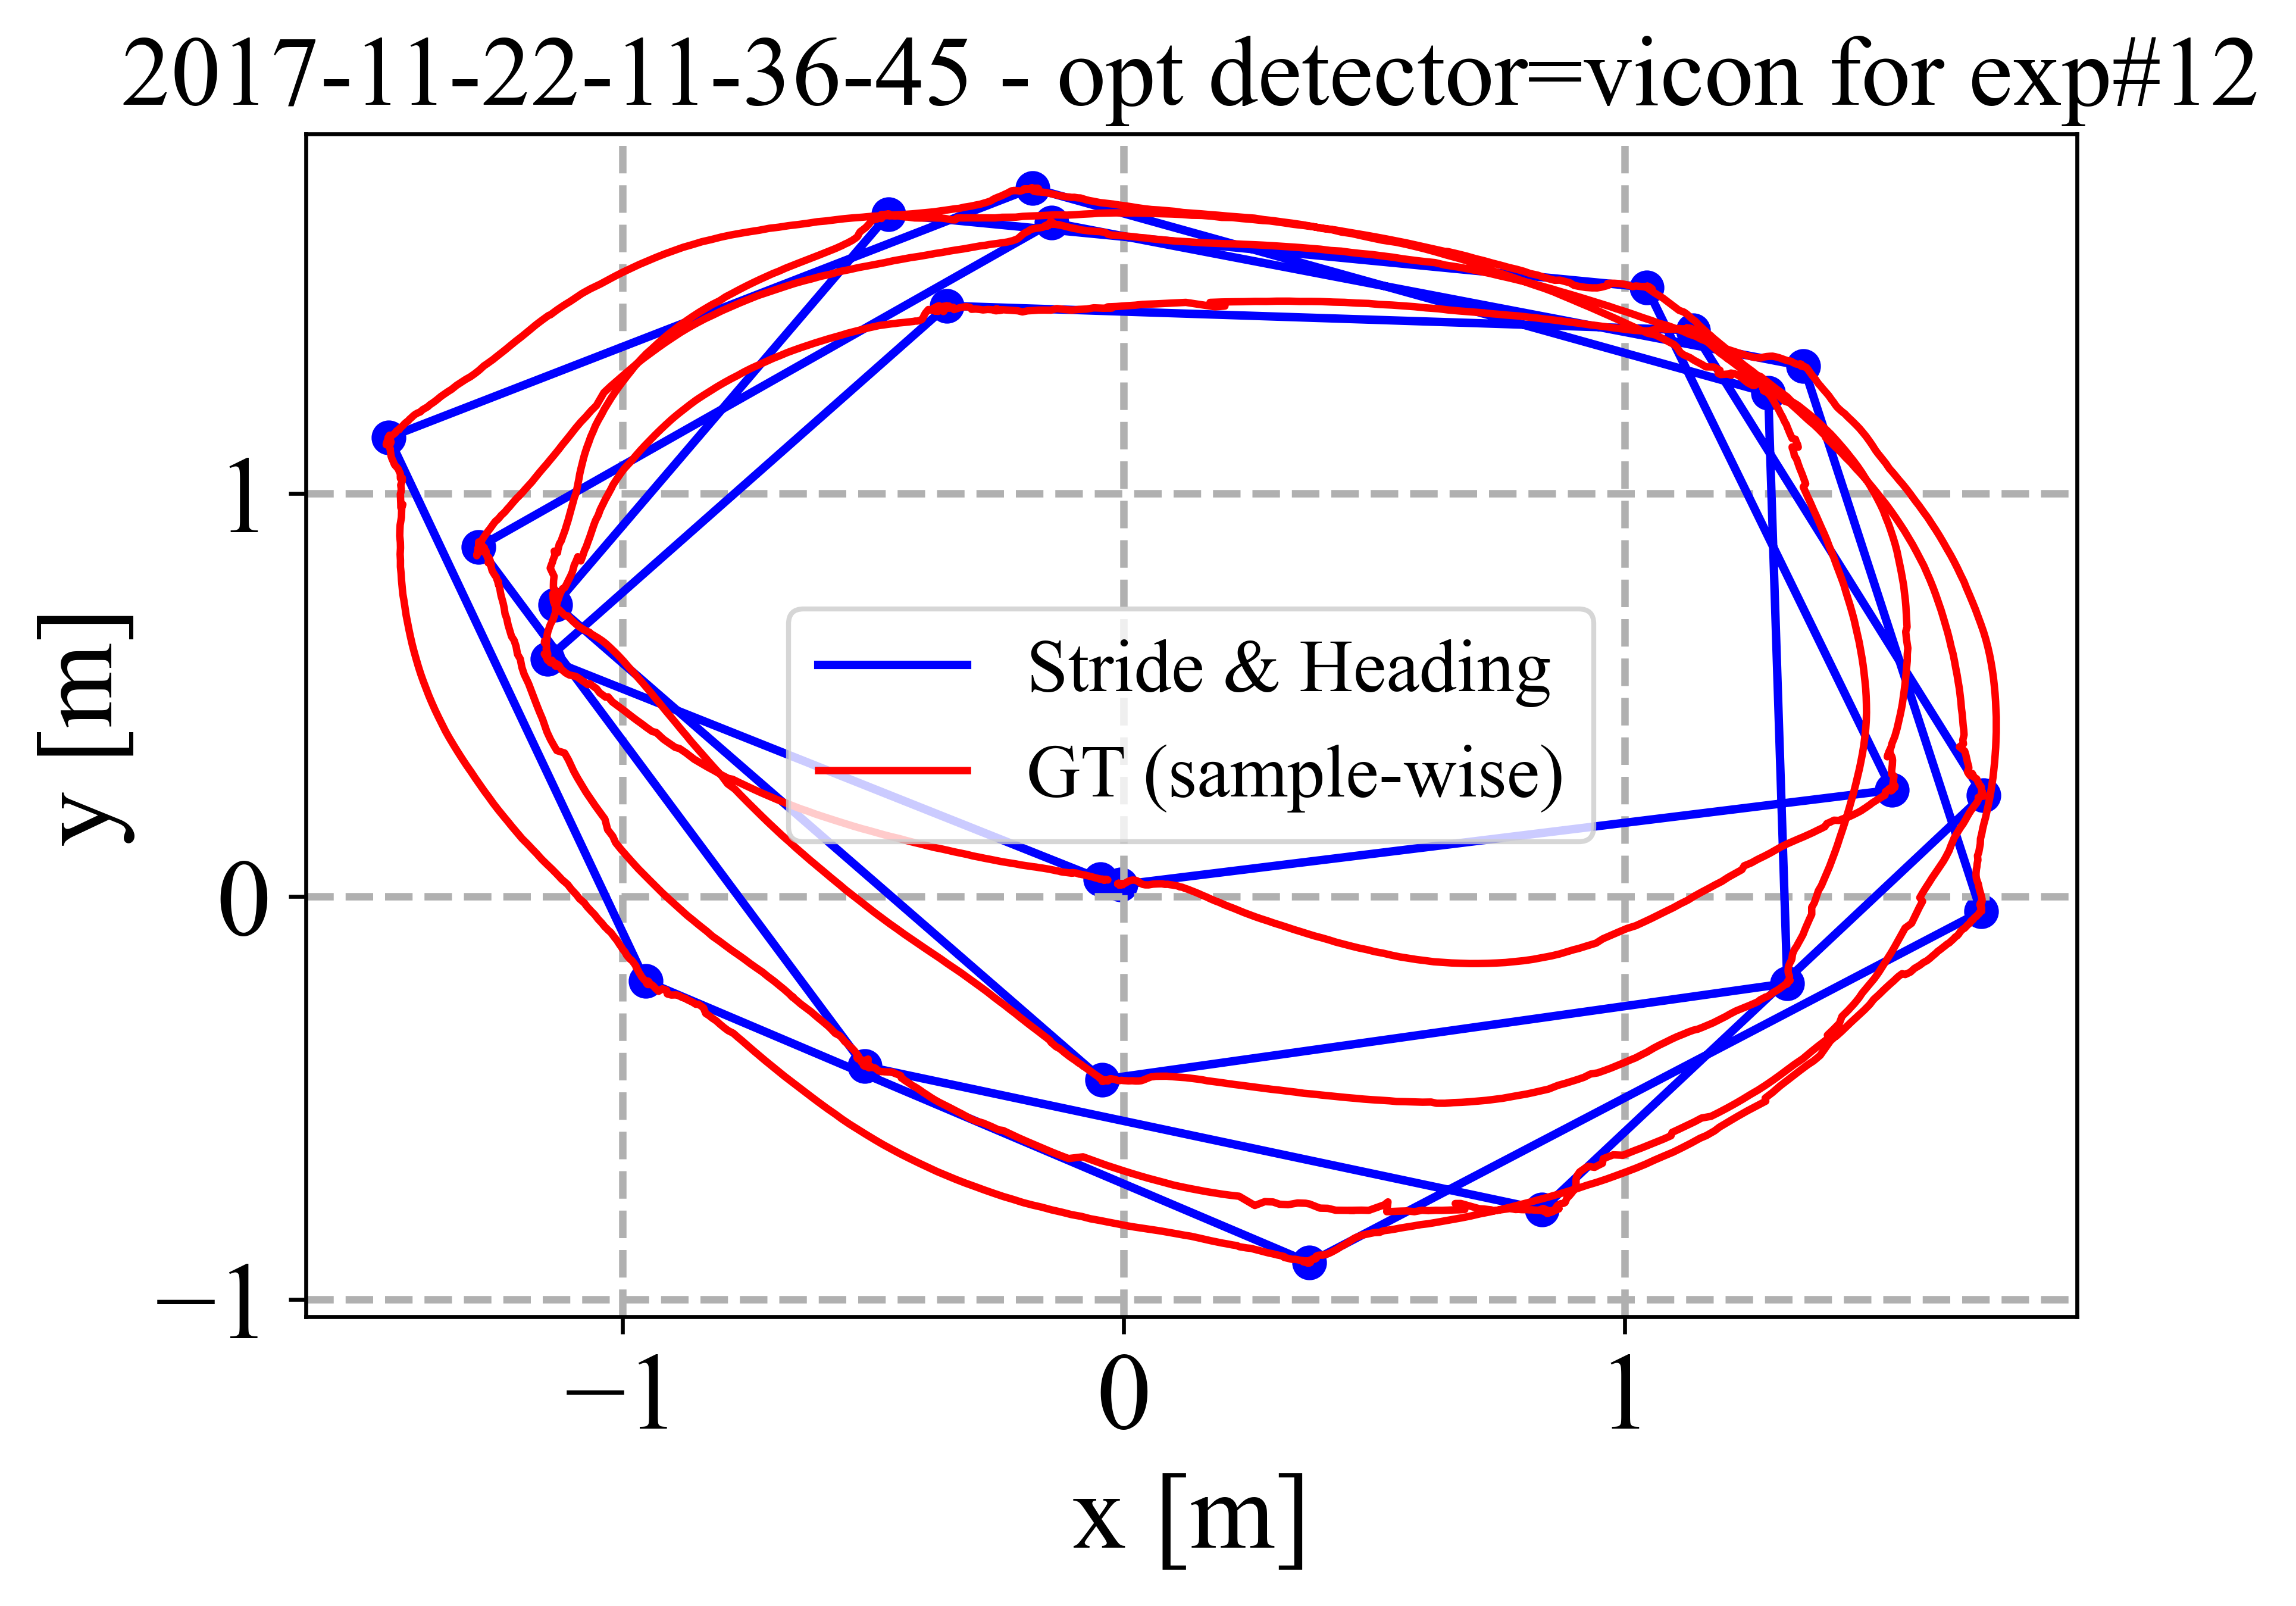 2017-11-22-11-36-45 - opt detector=vicon for exp#12
y [m]
1
0
−1
Stride & Heading
GT (sample-wise)
−1 0 1
x [m]